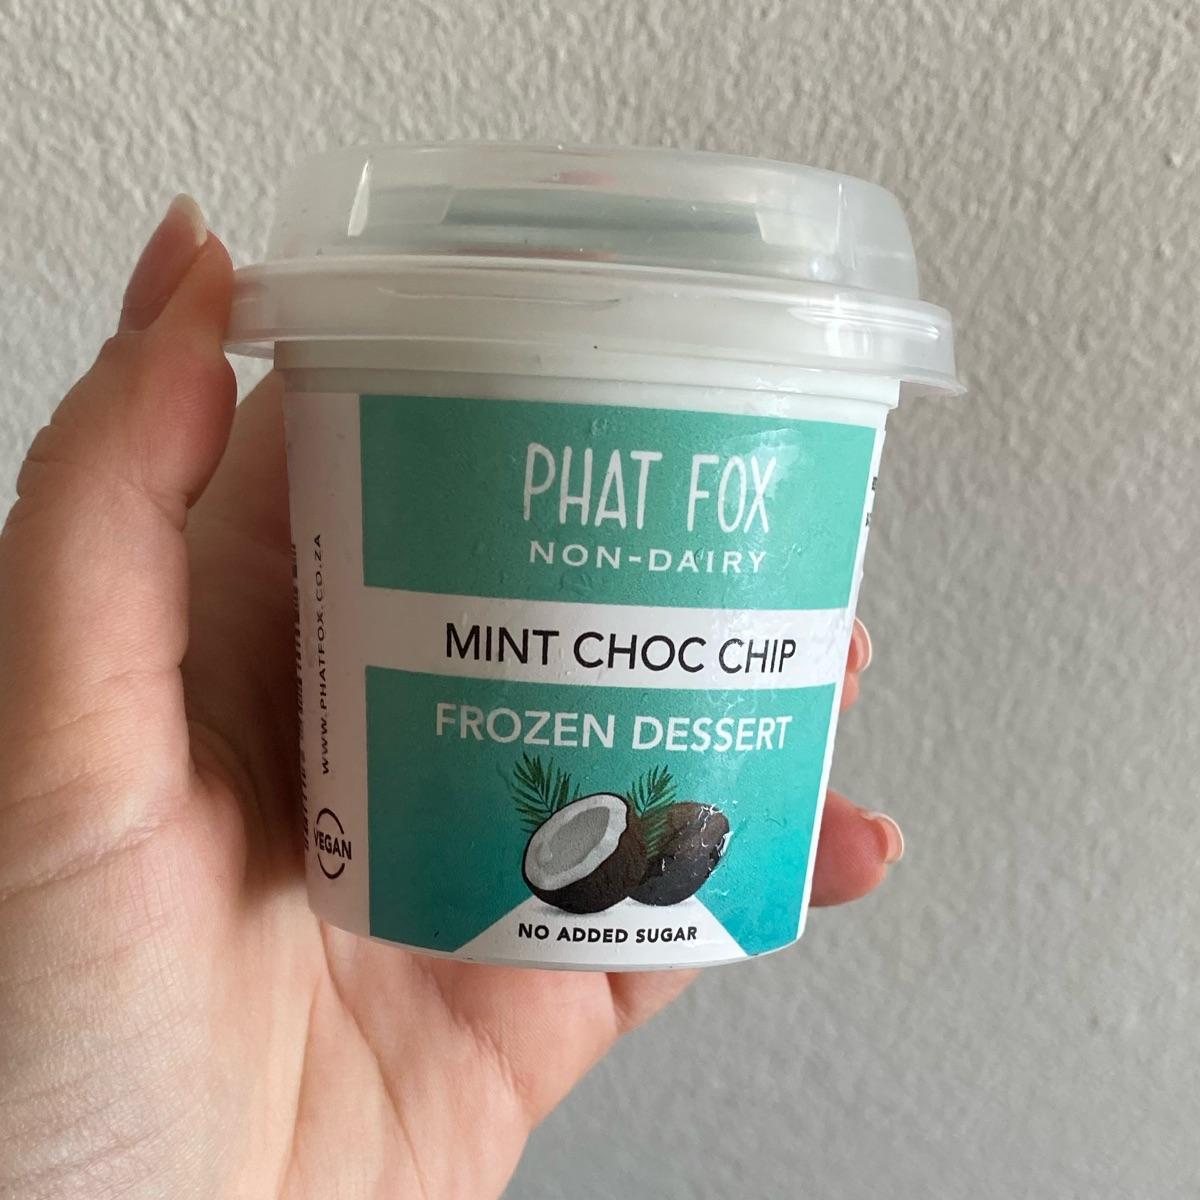 PHAT FOX
NON-DAIRY
MINT CHOC CHIP
FROZEN DESSERT
NO ADDED SUGAR
WWW.PHATFOX.CO.ZA
VEGAN